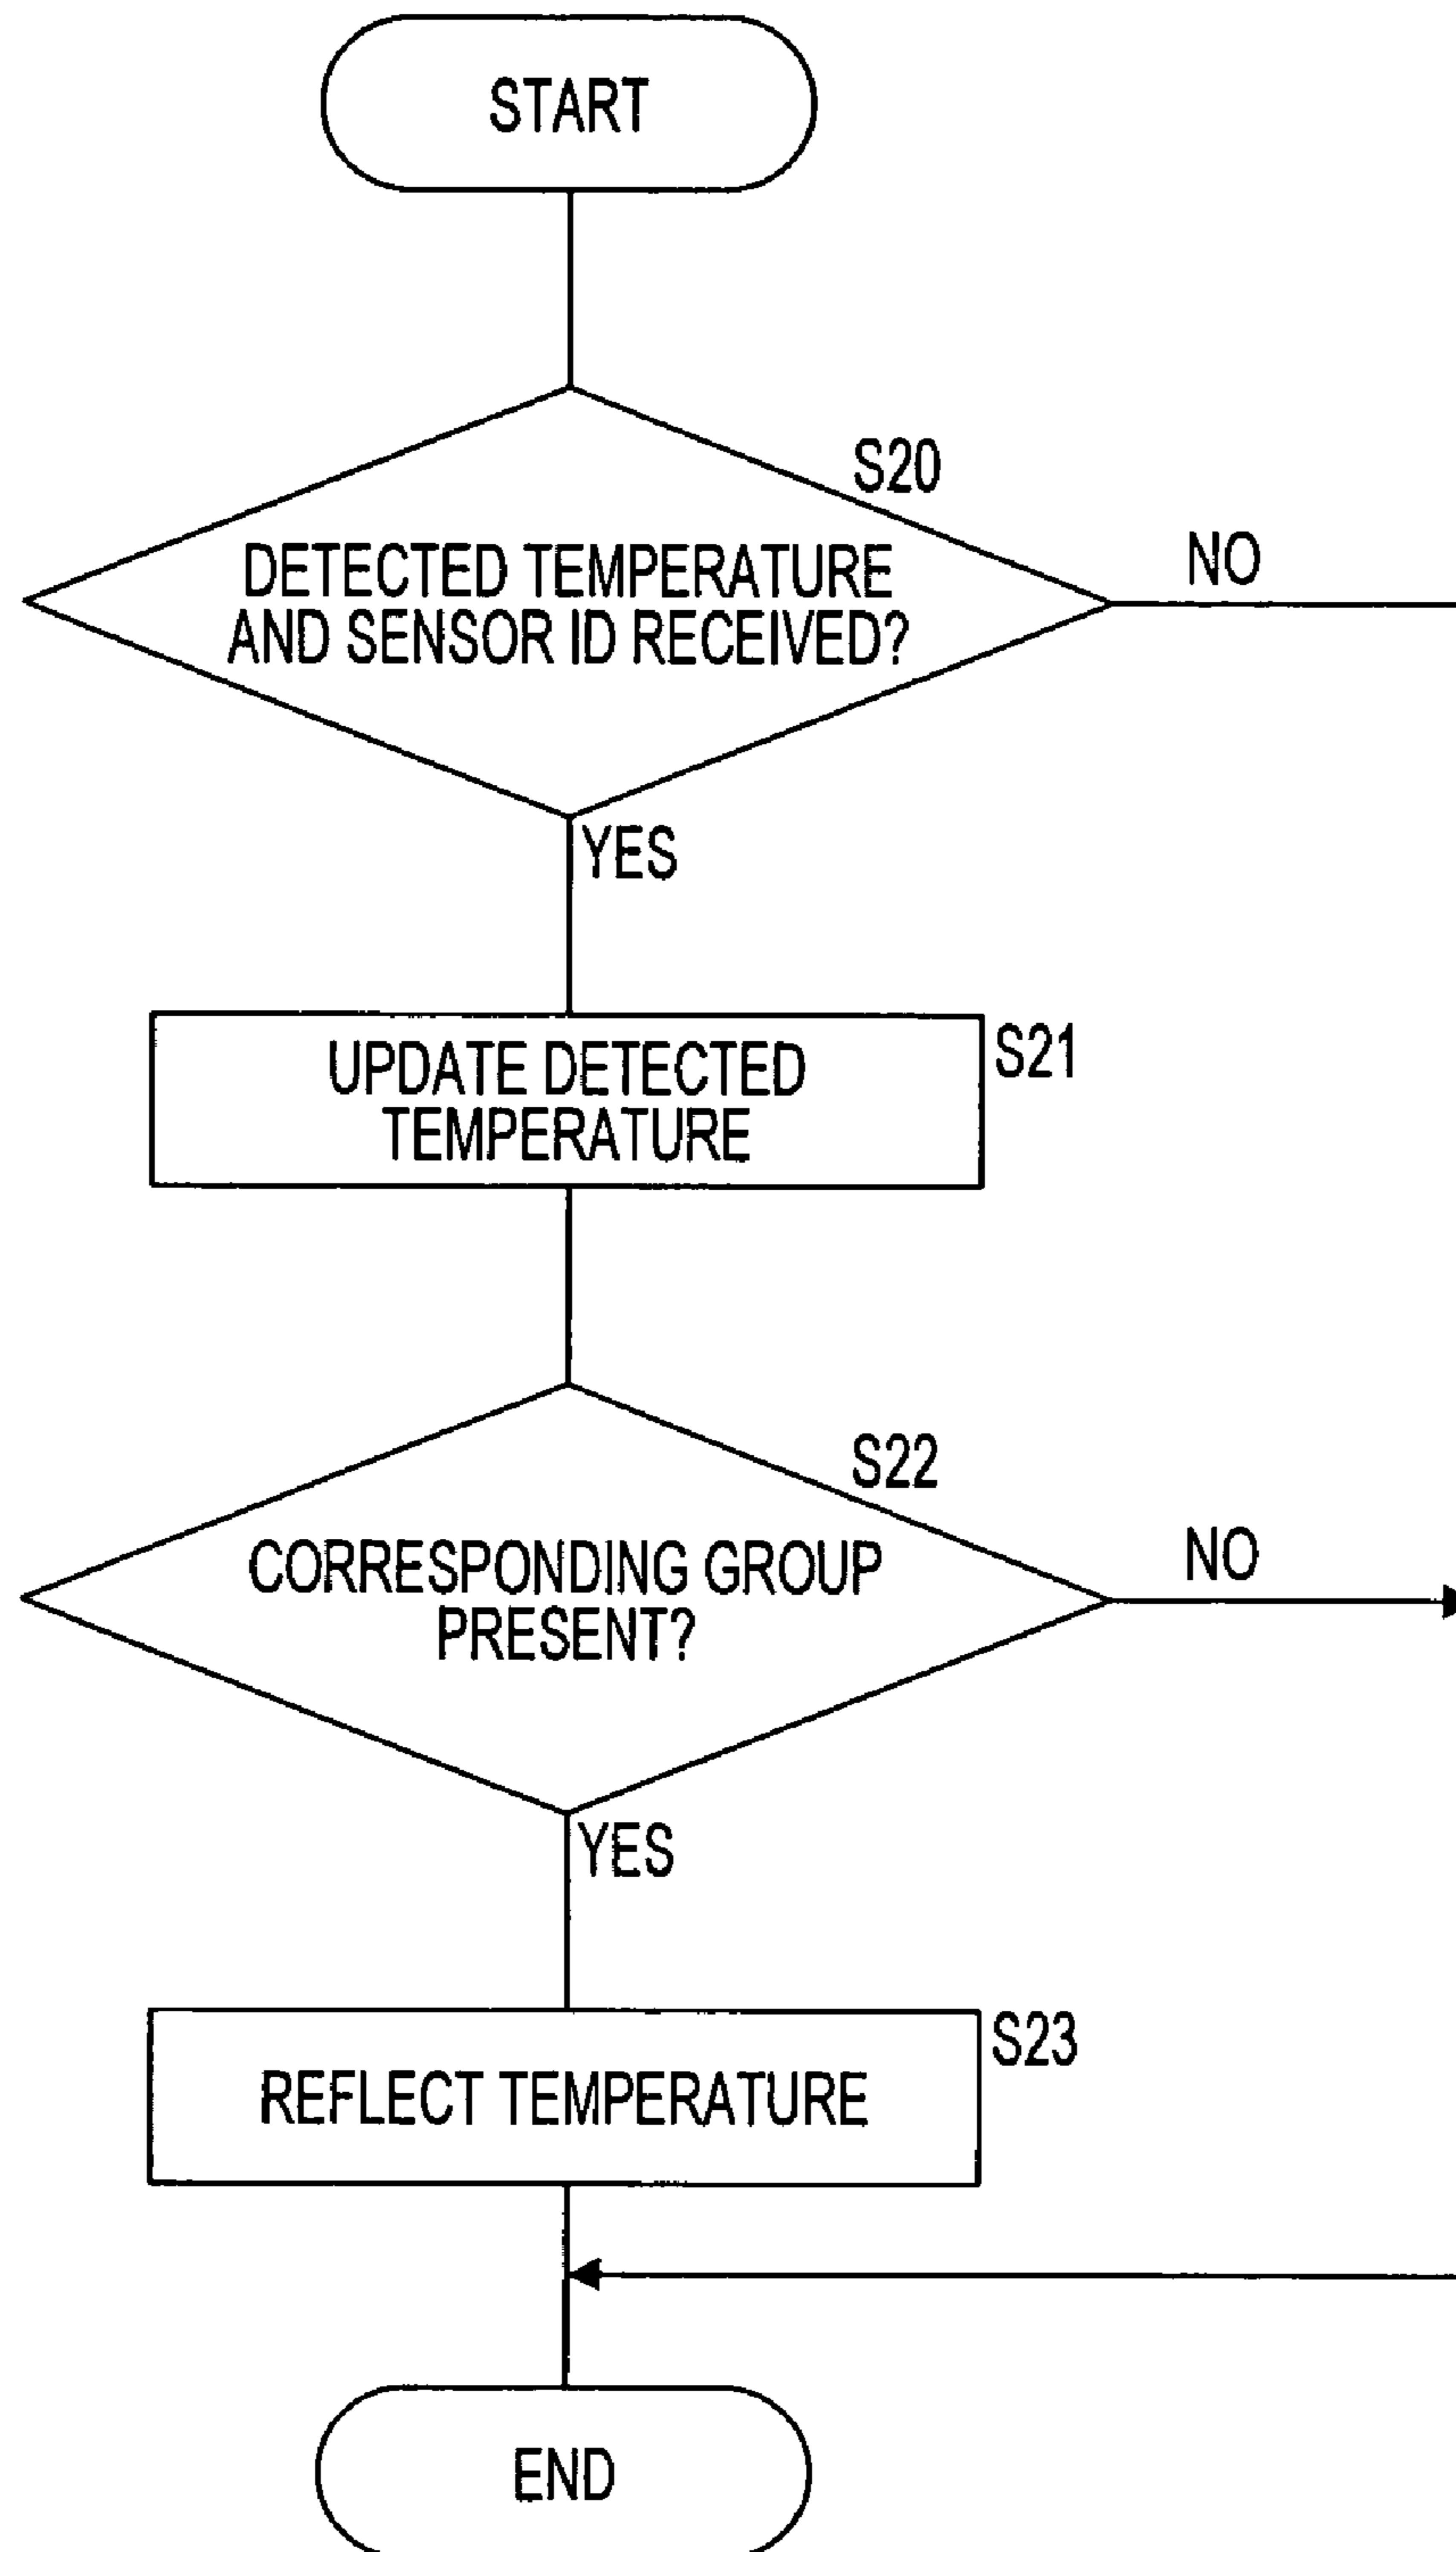 START
S20
DETECTED TEMPERATURE
AND SENSOR ID RECEIVED?
NO
YES
UPDATE DETECTED
TEMPERATURE
S21
S22
CORRESPONDING GROUP
PRESENT?
NO
YES
REFLECT TEMPERATURE
S23
END